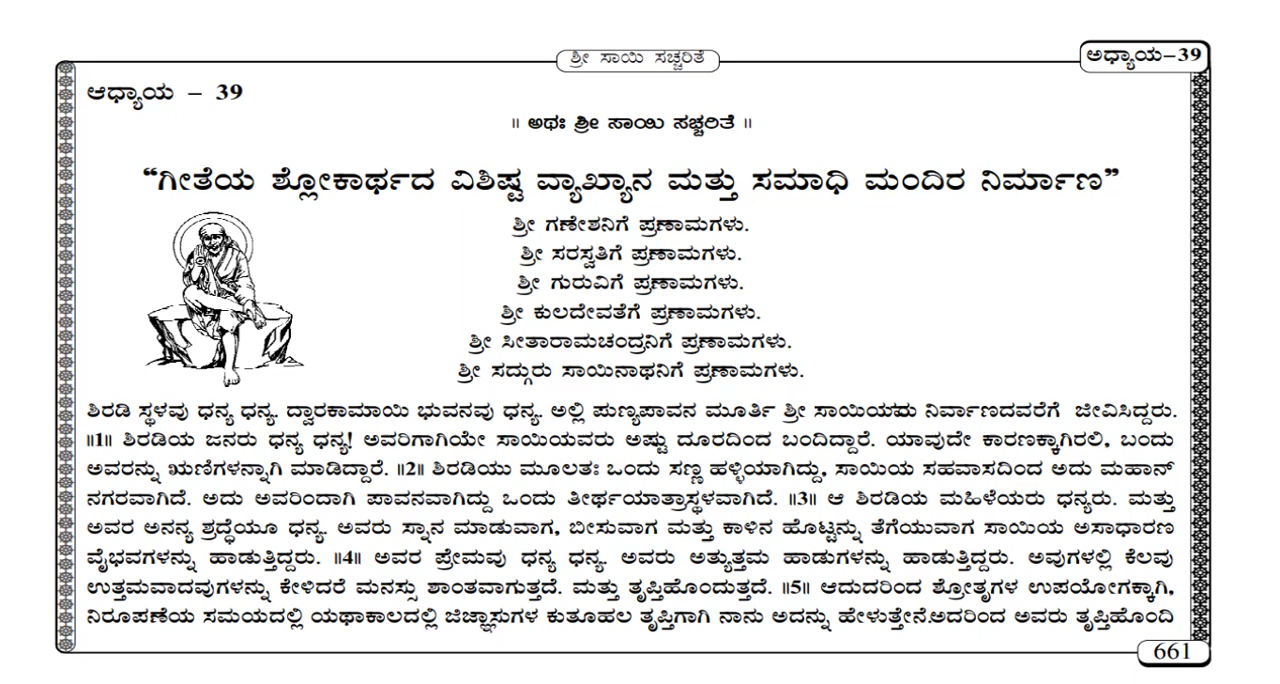 ಶ್ರೀ ಸಾಯಿ ಸಚ್ಚರಿತೆ
ಅಧ್ಯಾಯ–39
ಆಧ್ಯಾಯ – 39
॥ ಅಥಃ ಶ್ರೀ ಸಾಯಿ ಸಚ್ಚರಿತೆ ॥
“ಗೀತೆಯ ಶ್ಲೋಕಾರ್ಥದ ವಿಶಿಷ್ಟ ವ್ಯಾಖ್ಯಾನ ಮತ್ತು ಸಮಾಧಿ ಮಂದಿರ ನಿರ್ಮಾಣ”
ಶ್ರೀ ಗಣೇಶನಿಗೆ ಪ್ರಣಾಮಗಳು.
ಶ್ರೀ ಸರಸ್ವತಿಗೆ ಪ್ರಣಾಮಗಳು.
ಶ್ರೀ ಗುರುವಿಗೆ ಪ್ರಣಾಮಗಳು.
ಶ್ರೀ ಕುಲದೇವತೆಗೆ ಪ್ರಣಾಮಗಳು.
ಶ್ರೀ ಸೀತಾರಾಮಚಂದ್ರನಿಗೆ ಪ್ರಣಾಮಗಳು.
ಶ್ರೀ ಸದ್ಗುರು ಸಾಯಿನಾಥನಿಗೆ ಪ್ರಣಾಮಗಳು.
ಶಿರಡಿ ಸ್ಥಳವು ಧನ್ಯ ಧನ್ಯ. ದ್ವಾರಕಾಮಾಯಿ ಭುವನವು ಧನ್ಯ. ಅಲ್ಲಿ ಪುಣ್ಯಪಾವನ ಮೂರ್ತಿ ಶ್ರೀ ನಿರ್ವಾಣದವರೆಗೆ ಜೀವಿಸಿದ್ದರು.
॥1॥ ಶಿರಡಿಯ ಜನರು ಧನ್ಯ ಧನ್ಯ! ಅವರಿಗಾಗಿಯೇ ಸಾಯಿಯವರು ಅಷ್ಟು ದೂರದಿಂದ ಬಂದಿದ್ದಾರೆ. ಯಾವುದೇ ಕಾರಣಕ್ಕಾಗಿರಲಿ, ಬಂದು
ಅವರನ್ನು ಋಣಿಗಳನ್ನಾಗಿ ಮಾಡಿದ್ದಾರೆ. ॥2॥ ಶಿರಡಿಯು ಮೂಲತಃ ಒಂದು ಸಣ್ಣ ಹಳ್ಳಿಯಾಗಿದ್ದು, ಸಾಯಿಯ ಸಹವಾಸದಿಂದ ಅದು ಮಹಾನ್
ನಗರವಾಗಿದೆ. ಅದು ಅವರಿಂದಾಗಿ ಪಾವನವಾಗಿದ್ದು ಒಂದು ತೀರ್ಥಯಾತ್ರಾಸ್ಥಳವಾಗಿದೆ. ॥3॥ ಆ ಶಿರಡಿಯ ಮಹಿಳೆಯರು ಧನ್ಯರು. ಮತ್ತು
ಅವರ ಅನನ್ಯ ಶ್ರದ್ಧೆಯೂ ಧನ್ಯ. ಅವರು ಸ್ನಾನ ಮಾಡುವಾಗ, ಬೀಸುವಾಗ ಮತ್ತು ಕಾಳಿನ ಹೊಟ್ಟನ್ನು ತೆಗೆಯುವಾಗ ಸಾಯಿಯ ಅಸಾಧಾರಣ
ವೈಭವಗಳನ್ನು ಹಾಡುತ್ತಿದ್ದರು. ॥4॥ ಅವರ ಪ್ರೇಮವು ಧನ್ಯ ಧನ್ಯ. ಅವರು ಅತ್ಯುತ್ತಮ ಹಾಡುಗಳನ್ನು ಹಾಡುತ್ತಿದ್ದರು. ಅವುಗಳಲ್ಲಿ ಕೆಲವು
ಉತ್ತಮವಾದವುಗಳನ್ನು ಕೇಳಿದರೆ ಮನಸ್ಸು ಶಾಂತವಾಗುತ್ತದೆ. ಮತ್ತು ತೃಪ್ತಿಹೊಂದುತ್ತದೆ. ॥5॥ ಆದುದರಿಂದ ಶ್ರೋತೃಗಳ ಉಪಯೋಗಕ್ಕಾಗಿ,
ನಿರೂಪಣೆಯ ಸಮಯದಲ್ಲಿ ಯಥಾಕಾಲದಲ್ಲಿ ಜಿಜ್ಞಾಸುಗಳ ಕುತೂಹಲ ತೃಪ್ತಿಗಾಗಿ ನಾನು ಅದನ್ನು ಹೇಳುತ್ತೇನೆ.ಅದರಿಂದ ಅವರು ತೃಪ್ತಿಹೊಂದಿ
661